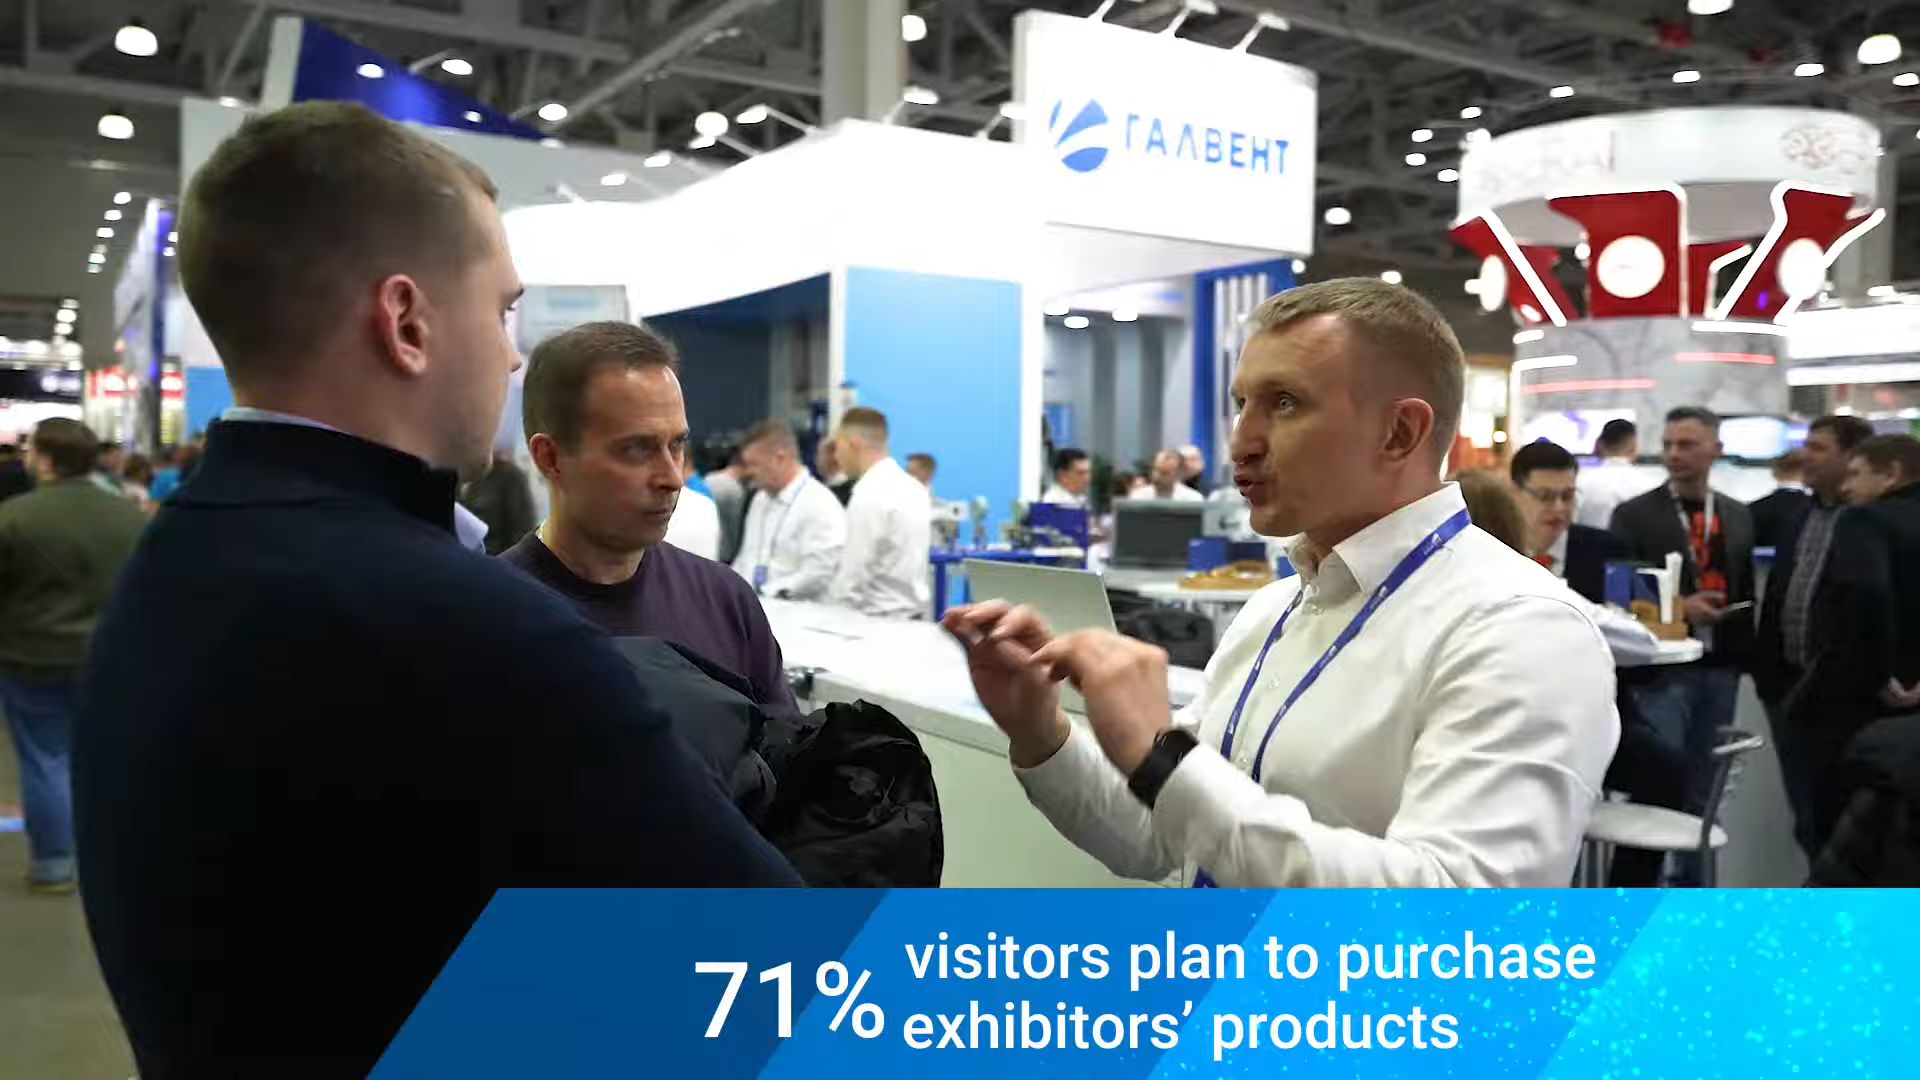 ГАЛВЕНТ
71% visitors plan to purchase
exhibitors’ products